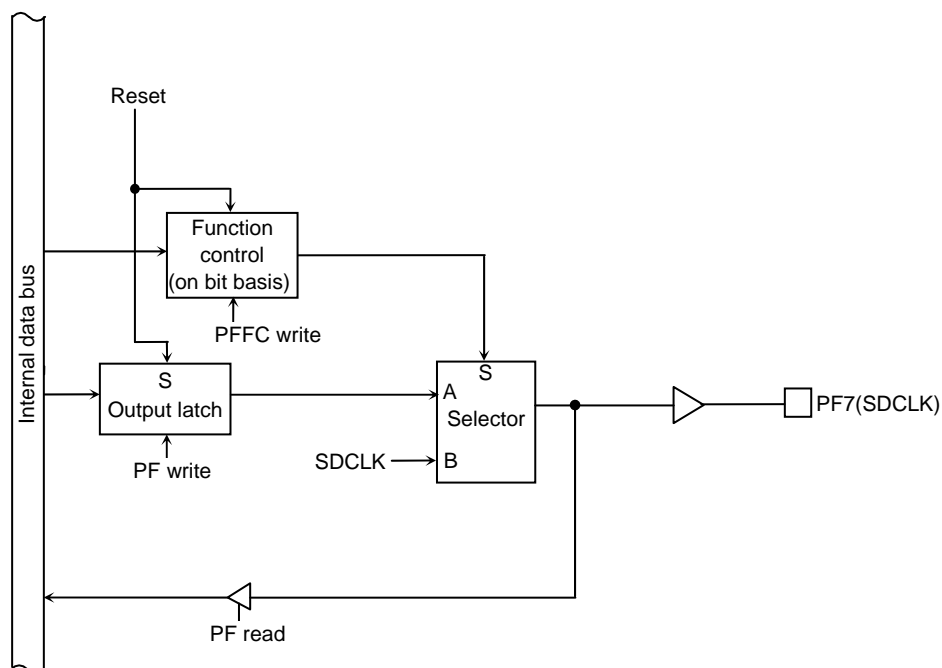 Reset
Function
control
(on bit basis)
PFFC write
Internal data bus
S
Output latch
PF write
S
A
Selector
B
SDCLK
PF7(SDCLK)
PF read